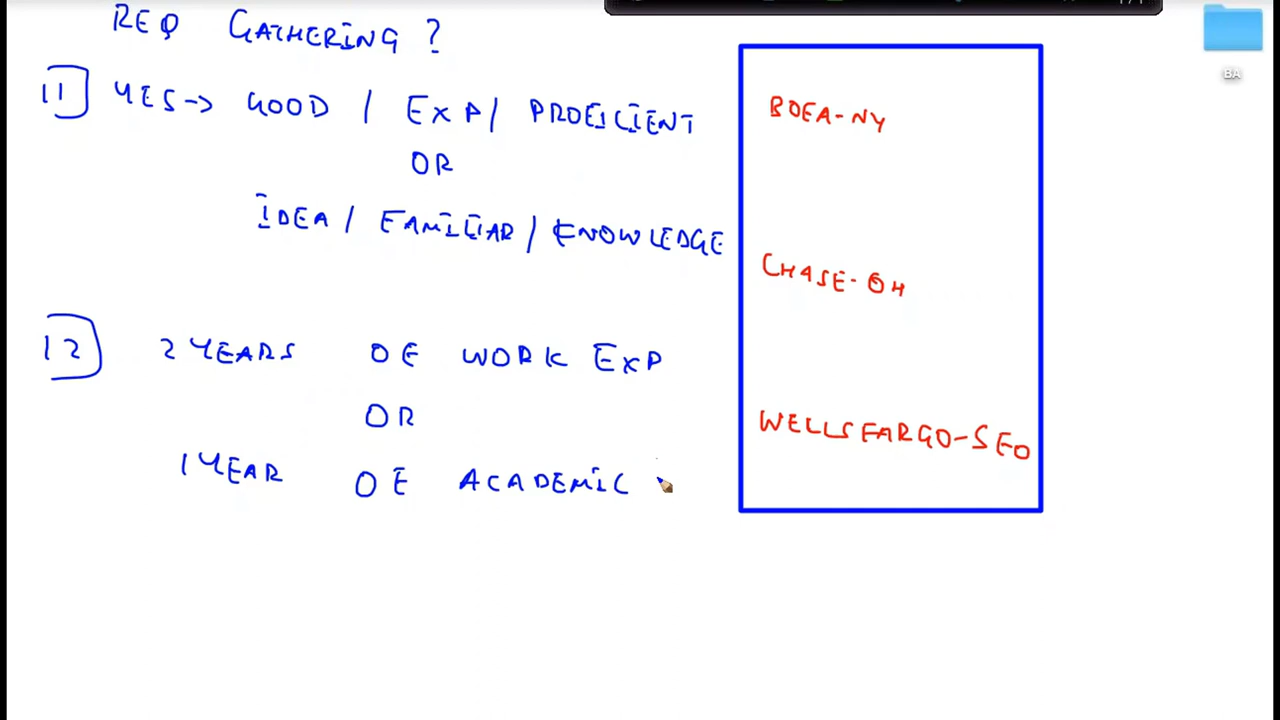 REQ GATHERING ?
11] YES → GOOD / EXP / PROFICIENT
OR
IDEA / FAMILIAR / KNOWLEDGE
12] 2 YEARS OF WORK EXP
OR
1 YEAR OF ACADEMIC
BOFA-NY
CHASE-OH
WELLSFARGO-SFO
BA